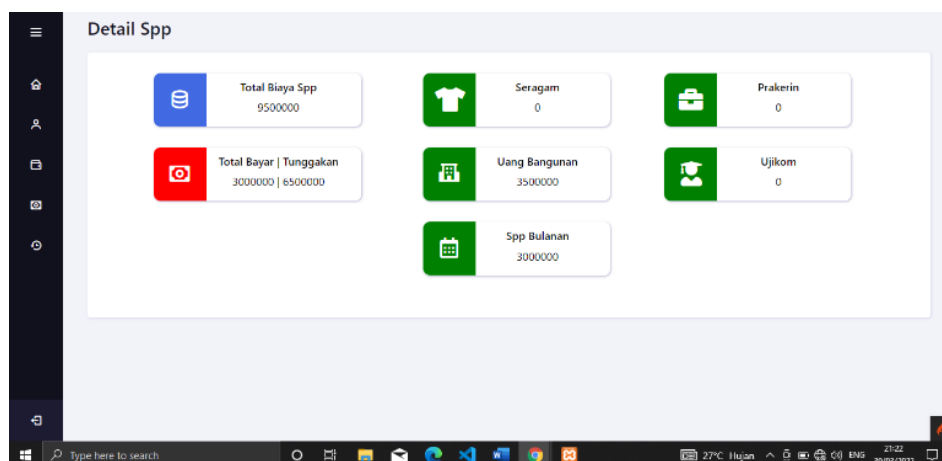 Detail Spp
Total Biaya Spp
9500000
Seragam
0
Prakerin
0
Total Bayar | Tunggakan
3000000 | 6500000
Uang Bangunan
3500000
Ujikom
0
Spp Bulanan
3000000
Type here to search
27°C Hujan
ENG
21:22